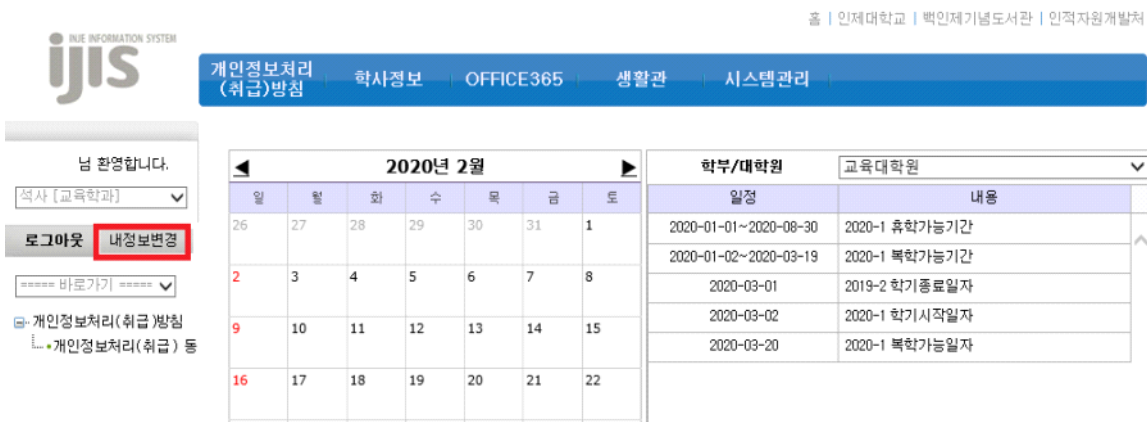 홈 | 인제대학교 | 백인제기념도서관 | 인적자원개발처
INJE INFORMATION SYSTEM
ijis
개인정보처리
(취급)방침
학사정보
OFFICE365
생활관
시스템관리
님 환영합니다.
석사 [교육학과]
로그아웃
내정보변경
===== 바로가기 =====
개인정보처리(취급)방침
개인정보처리(취급) 동
◀ 2020년 2월 ▶
일 월 화 수 목 금 토
26 27 28 29 30 31 1
2 3 4 5 6 7 8
9 10 11 12 13 14 15
16 17 18 19 20 21 22
학부/대학원 교육대학원
일정 내용
2020-01-01~2020-08-30 2020-1 휴학가능기간
2020-01-02~2020-03-19 2020-1 복학가능기간
2020-03-01 2019-2 학기종료일자
2020-03-02 2020-1 학기시작일자
2020-03-20 2020-1 복학가능일자